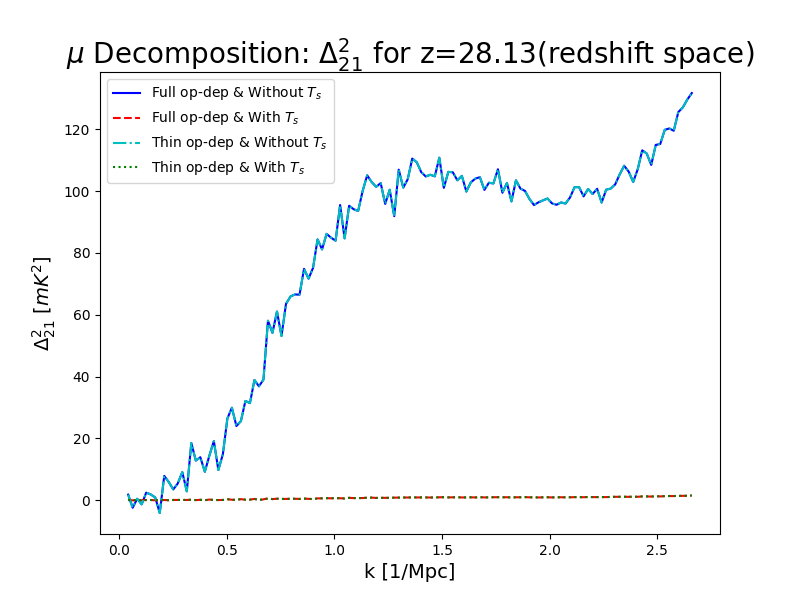 μ Decomposition: Δ²₂₁ for z=28.13(redshift space)
Full op-dep & Without Tₛ
Full op-dep & With Tₛ
Thin op-dep & Without Tₛ
Thin op-dep & With Tₛ
Δ²₂₁ [mK²]
120
100
80
60
40
20
0
0.0 0.5 1.0 1.5 2.0 2.5
k [1/Mpc]